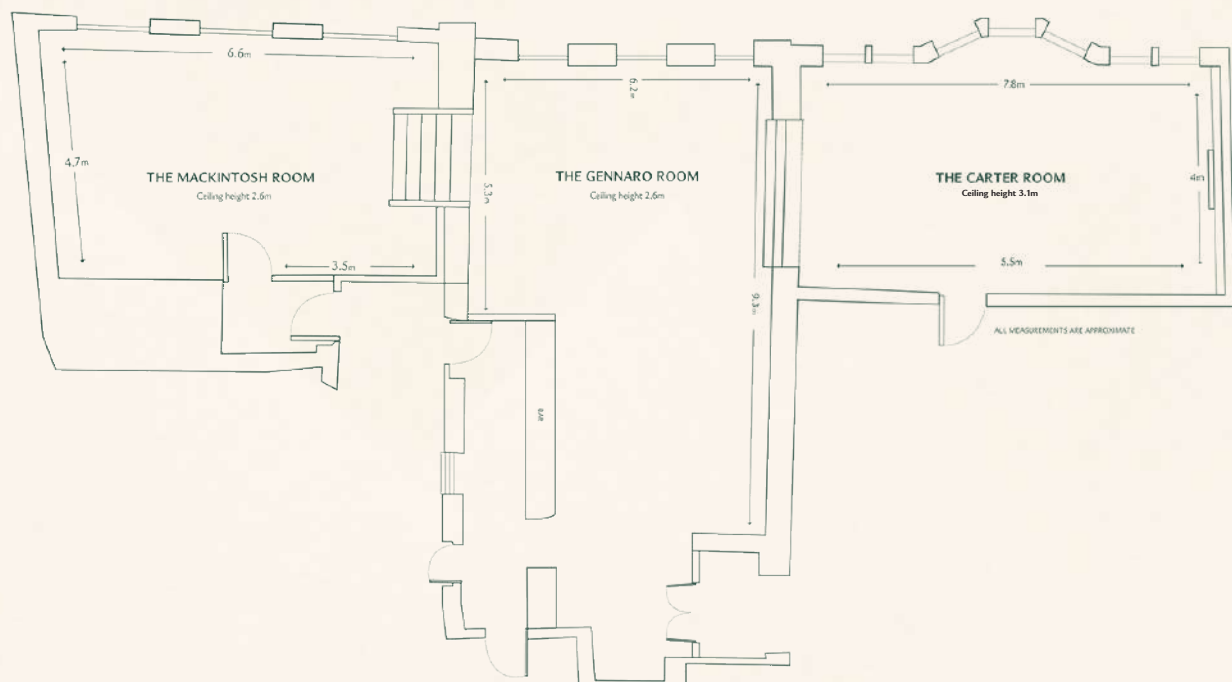 6.6m
4.7m
THE MACKINTOSH ROOM
Ceiling height 2.6m
3.5m
6.2m
5.3m
THE GENNARO ROOM
Ceiling height 2.6m
9.3m
BAR
7.8m
THE CARTER ROOM
Ceiling height 3.1m
4m
5.5m
ALL MEASUREMENTS ARE APPROXIMATE